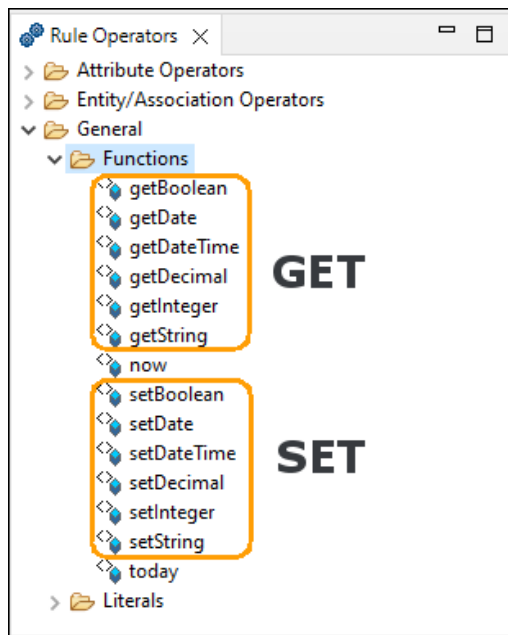 Rule Operators
Attribute Operators
Entity/Association Operators
General
Functions
getBoolean
getDate
getDateTime
getDecimal
getInteger
getString
GET
now
setBoolean
setDate
setDateTime
setDecimal
setInteger
setString
SET
today
Literals